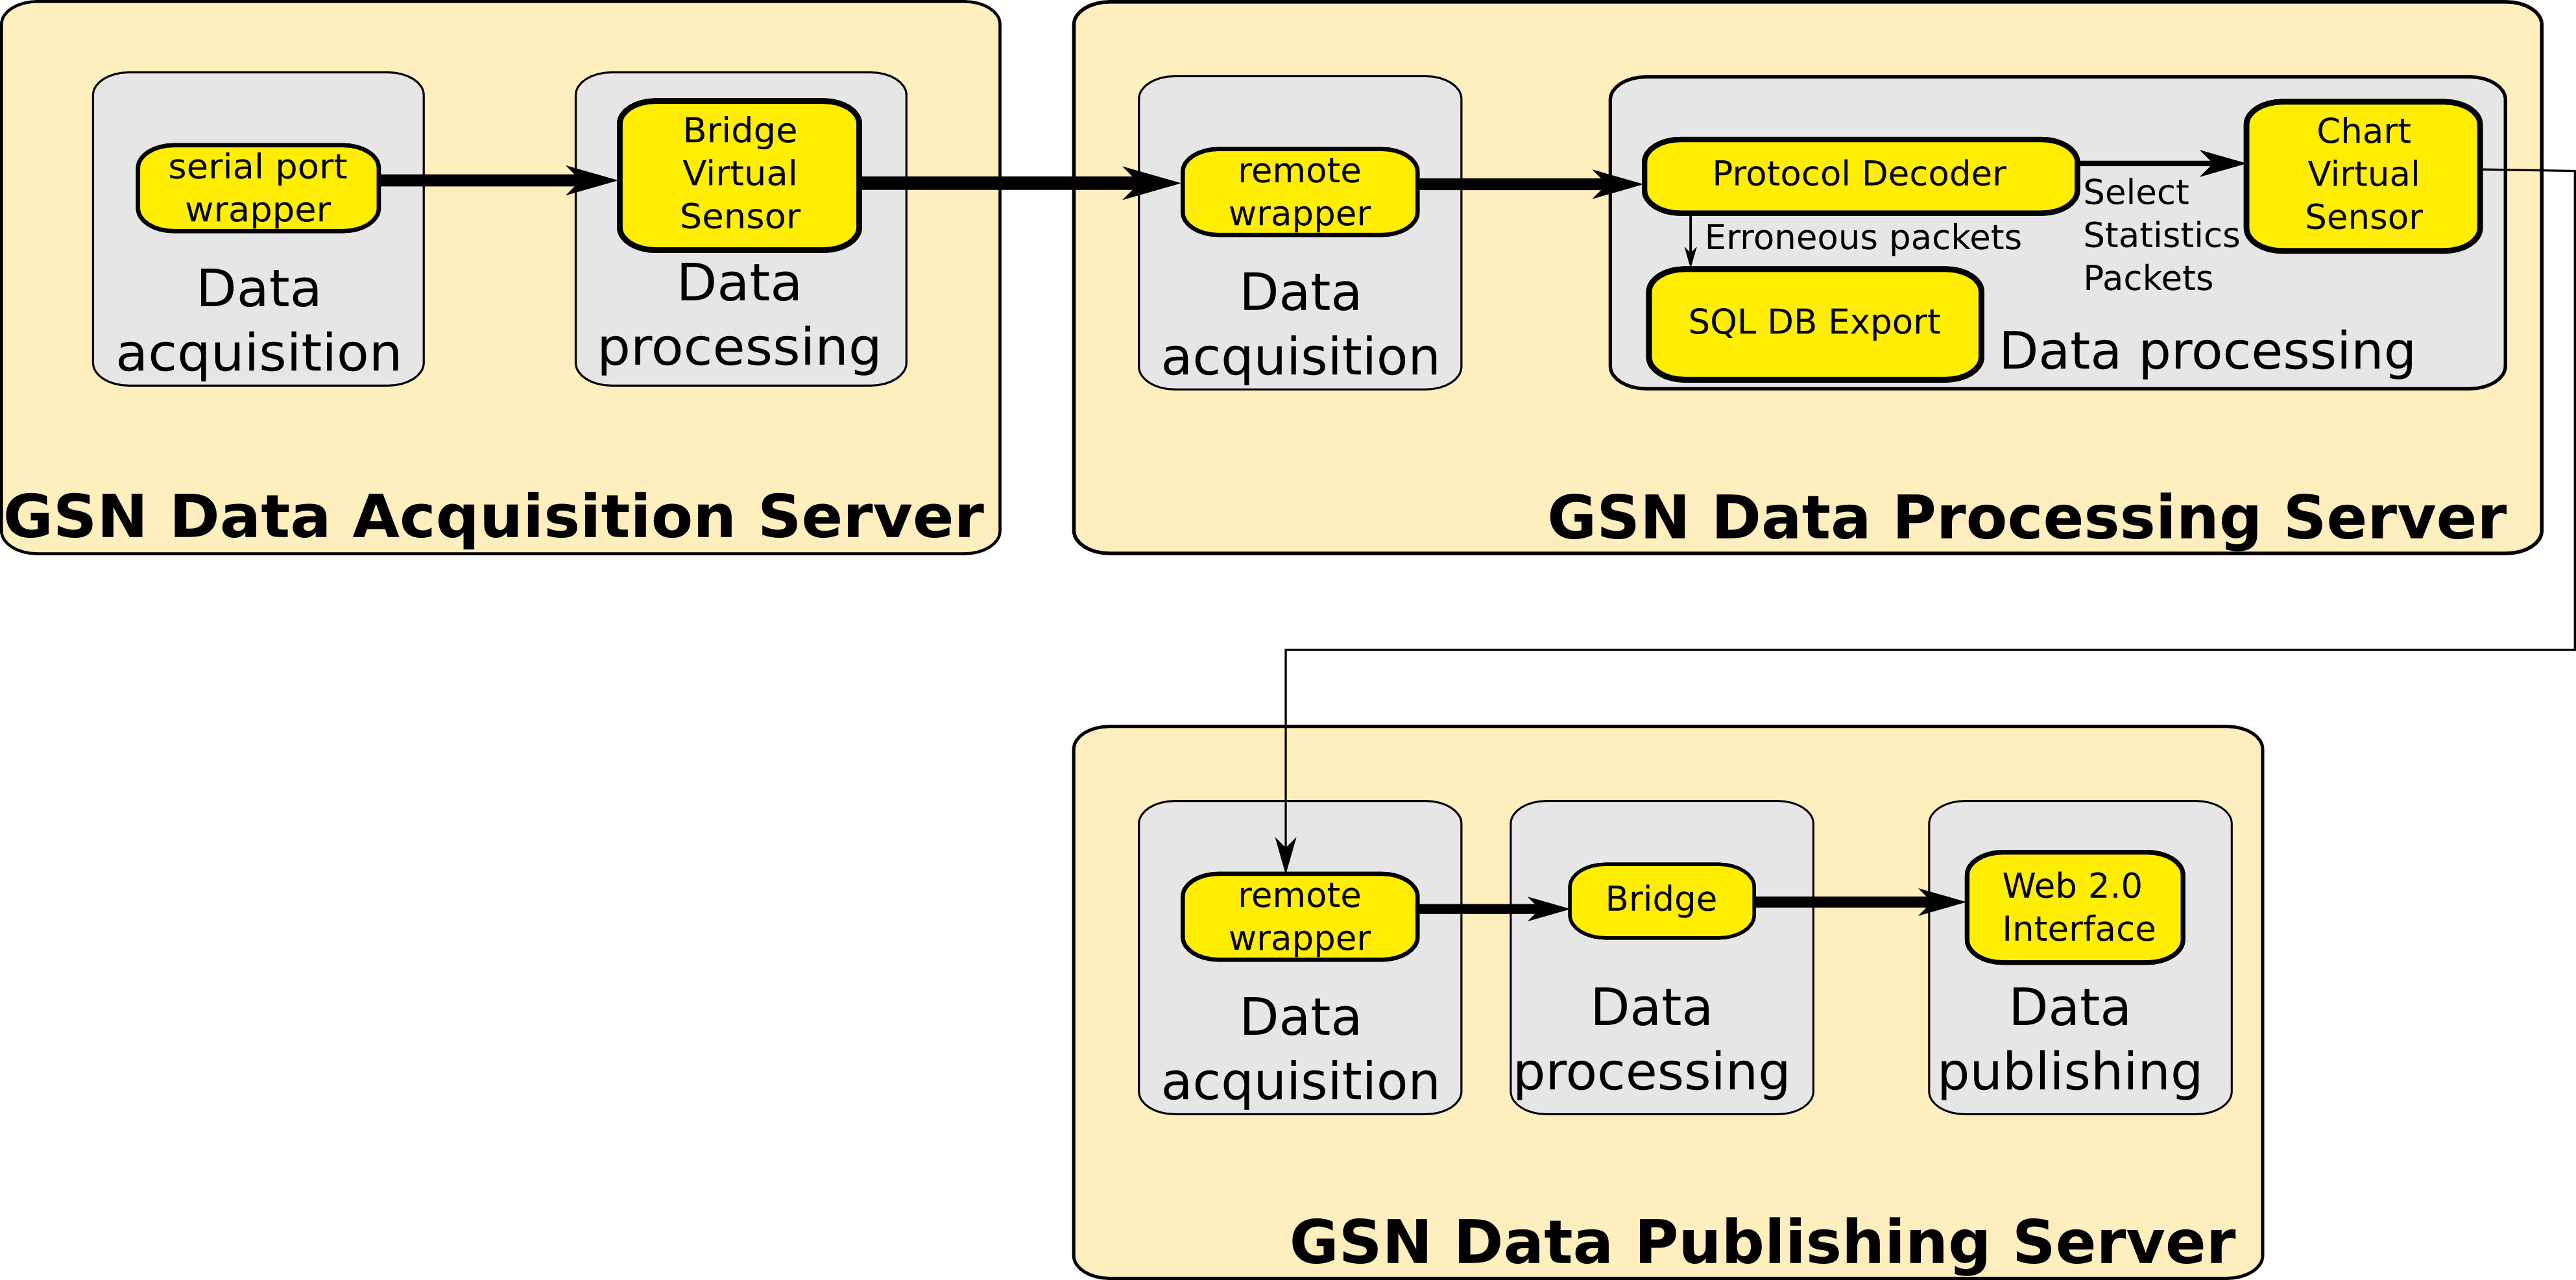 serial port
wrapper
Data
acquisition
Bridge
Virtual
Sensor
Data
processing
GSN Data Acquisition Server
remote
wrapper
Data
acquisition
Protocol Decoder
Erroneous packets
SQL DB Export
Select
Statistics
Packets
Chart
Virtual
Sensor
Data processing
GSN Data Processing Server
remote
wrapper
Data
acquisition
Bridge
Data
processing
Web 2.0
Interface
Data
publishing
GSN Data Publishing Server